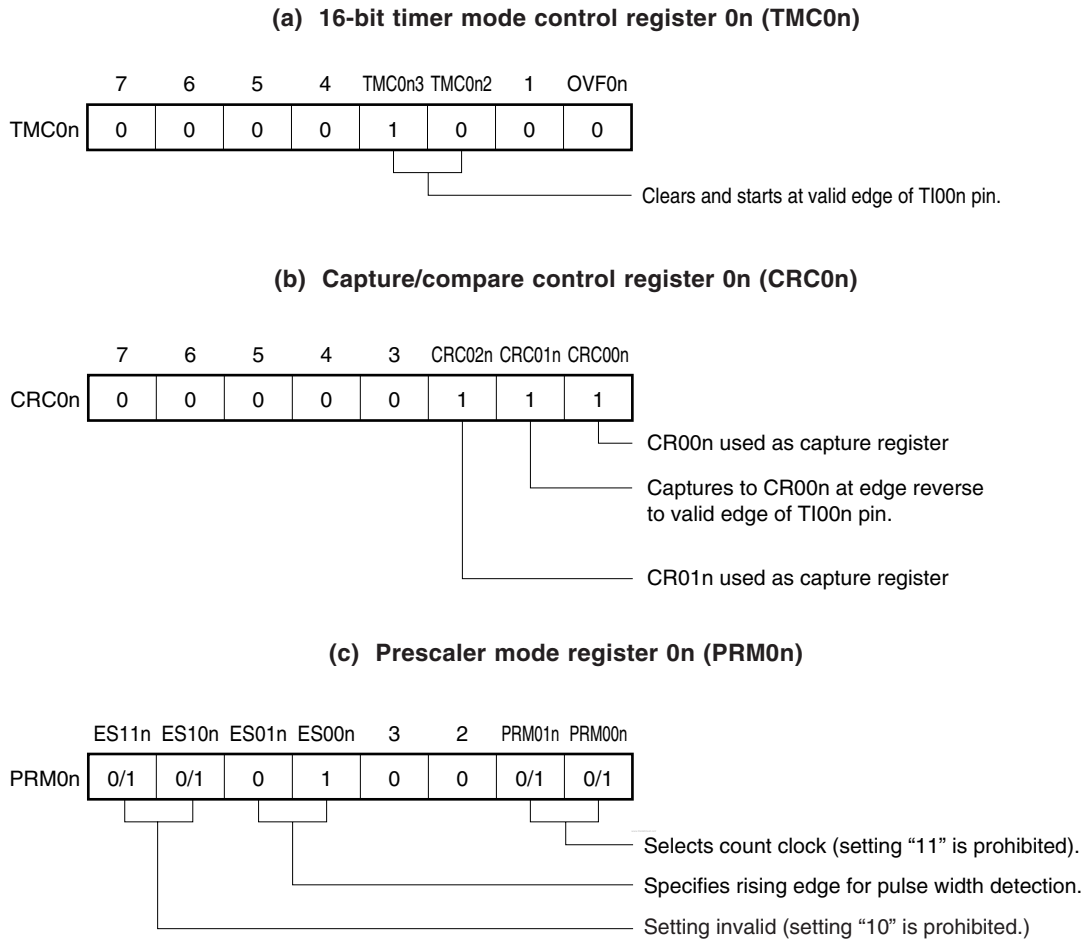 (a) 16-bit timer mode control register 0n (TMC0n)
7 6 5 4 TMC0n3 TMC0n2 1 OVF0n
TMC0n 0 0 0 0 1 0 0 0
Clears and starts at valid edge of TI00n pin.
(b) Capture/compare control register 0n (CRC0n)
7 6 5 4 3 CRC02n CRC01n CRC00n
CRC0n 0 0 0 0 0 1 1 1
CR00n used as capture register
Captures to CR00n at edge reverse
to valid edge of TI00n pin.
CR01n used as capture register
(c) Prescaler mode register 0n (PRM0n)
ES11n ES10n ES01n ES00n 3 2 PRM01n PRM00n
PRM0n 0/1 0/1 0 1 0 0 0/1 0/1
Selects count clock (setting “11” is prohibited).
Specifies rising edge for pulse width detection.
Setting invalid (setting “10” is prohibited.)